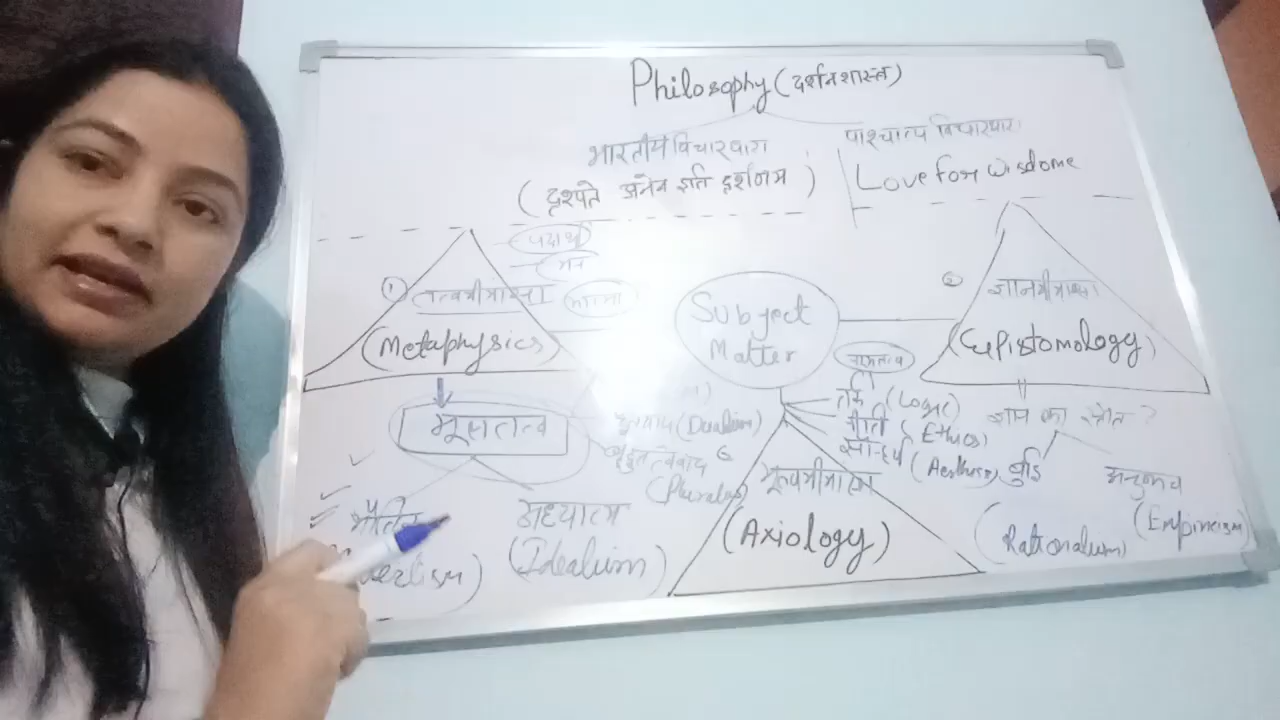 Philosophy (दर्शनशास्त्र)
भारतीय विचारधारा
पाश्चात्य विचारधारा
(दृश्यते अनेन इति दर्शनम)
Love for wisdome
पदार्थ
मन
आत्मा
① तत्वमीमांसा
(Metaphysics)
Subject
Matter
ज्ञानमीमांसा
(Epistomology)
मूलतत्व
(Dualism)
बहुतत्ववाद
(Pluralism)
भौतिक
अध्यात्म
(Idealism)
तर्क (Logic)
नीति (Ethics)
सौन्दर्य (Aesthetics)
मूल्यमीमांसा
(Axiology)
ज्ञान का स्रोत ?
बुद्धि
अनुभव
(Rationalism)
(Empiricism)